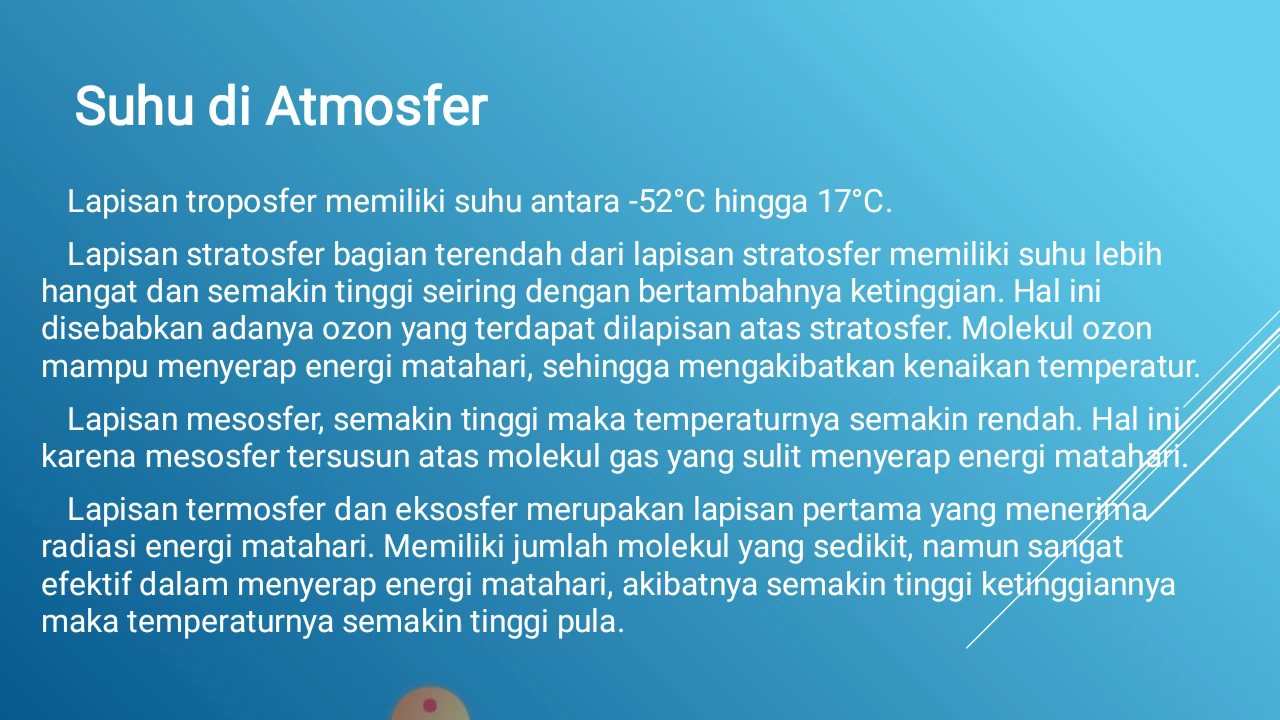 Suhu di Atmosfer
Lapisan troposfer memiliki suhu antara -52°C hingga 17°C.
Lapisan stratosfer bagian terendah dari lapisan stratosfer memiliki suhu lebih
hangat dan semakin tinggi seiring dengan bertambahnya ketinggian. Hal ini
disebabkan adanya ozon yang terdapat dilapisan atas stratosfer. Molekul ozon
mampu menyerap energi matahari, sehingga mengakibatkan kenaikan temperatur.
Lapisan mesosfer, semakin tinggi maka temperaturnya semakin rendah. Hal ini
karena mesosfer tersusun atas molekul gas yang sulit menyerap energi matahari.
Lapisan termosfer dan eksosfer merupakan lapisan pertama yang menerima
radiasi energi matahari. Memiliki jumlah molekul yang sedikit, namun sangat
efektif dalam menyerap energi matahari, akibatnya semakin tinggi ketinggiannya
maka temperaturnya semakin tinggi pula.